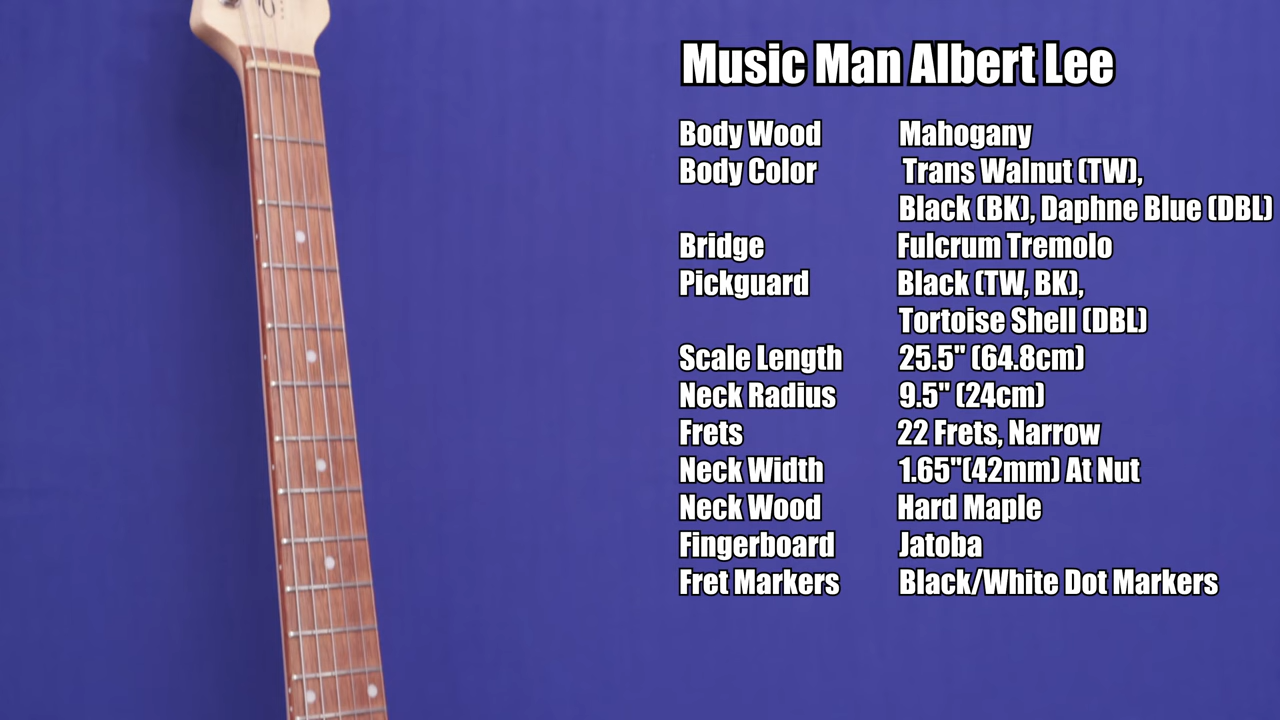 Music Man Albert Lee
Body Wood Mahogany
Body Color Trans Walnut (TW),
Black (BK), Daphne Blue (DBL)
Bridge Fulcrum Tremolo
Pickguard Black (TW, BK),
Tortoise Shell (DBL)
Scale Length 25.5" (64.8cm)
Neck Radius 9.5" (24cm)
Frets 22 Frets, Narrow
Neck Width 1.65"(42mm) At Nut
Neck Wood Hard Maple
Fingerboard Jatoba
Fret Markers Black/White Dot Markers